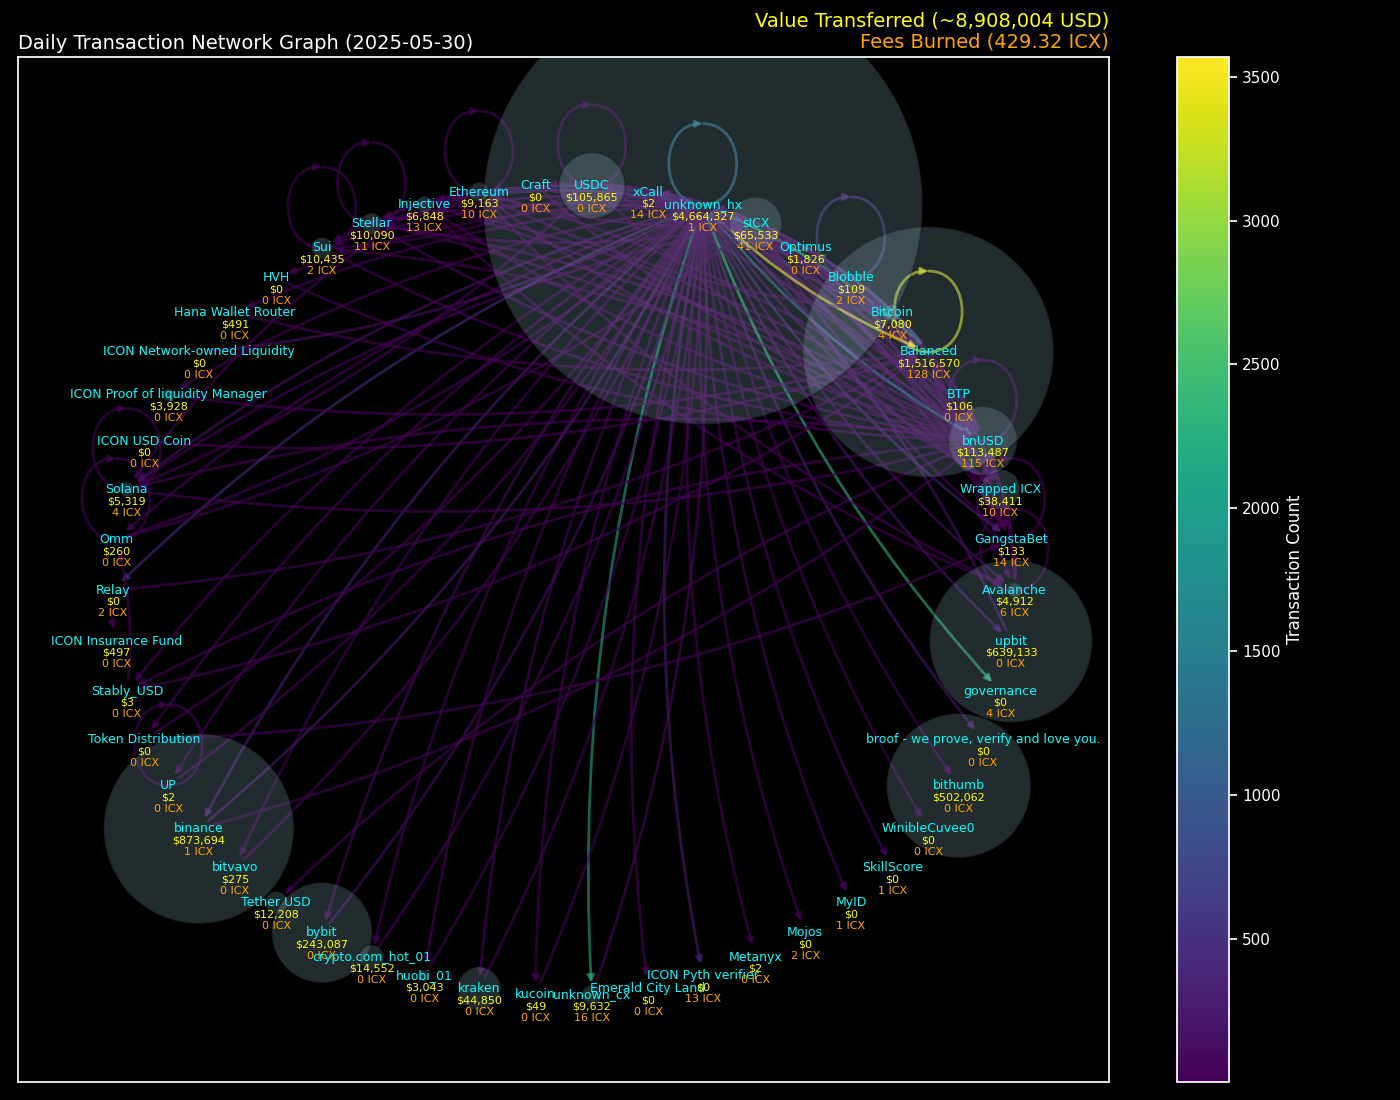 Value Transferred (~8,908,004 USD)
Daily Transaction Network Graph (2025-05-30)
Fees Burned (429.32 ICX)
Craft
$0
0 ICX
USDC
$105,865
0 ICX
xCall
$2
14 ICX
Ethereum
$9,163
10 ICX
unknown_hx
$4,664,327
1 ICX
Injective
$6,848
13 ICX
sICX
$65,533
41 ICX
Stellar
$10,090
11 ICX
Optimus
$1,826
0 ICX
Sui
$10,435
2 ICX
Blobble
$109
2 ICX
HVH
$0
0 ICX
Bitcoin
$7,080
4 ICX
Hana Wallet Router
$491
0 ICX
Balanced
$1,516,570
128 ICX
ICON Network-owned Liquidity
$0
0 ICX
BTP
$106
0 ICX
ICON Proof of liquidity Manager
$3,928
0 ICX
bnUSD
$113,487
115 ICX
ICON USD Coin
$0
0 ICX
Wrapped ICX
$38,411
10 ICX
Solana
$5,319
4 ICX
GangstaBet
$133
14 ICX
Omm
$260
0 ICX
Avalanche
$4,912
6 ICX
Relay
$0
2 ICX
upbit
$639,133
0 ICX
ICON Insurance Fund
$497
0 ICX
governance
$0
4 ICX
Stably_USD
$3
0 ICX
broof - we prove, verify and love you.
$0
0 ICX
Token Distribution
$0
0 ICX
bithumb
$502,062
0 ICX
UP
$2
0 ICX
WinibleCuvee0
$0
0 ICX
binance
$873,694
1 ICX
SkillScore
$0
1 ICX
bitvavo
$275
0 ICX
MyID
$0
1 ICX
Tether USD
$12,208
0 ICX
Mojos
$0
2 ICX
bybit
$243,087
0 ICX
Metanyx
$2
0 ICX
crypto.com_hot_01
$14,552
0 ICX
ICON Pyth verifier
$0
13 ICX
huobi_01
$3,043
0 ICX
Emerald City Land
$0
0 ICX
kraken
$44,850
0 ICX
unknown_cx
$9,632
16 ICX
kucoin
$49
0 ICX
3500
3000
2500
2000
1500
1000
500
Transaction Count